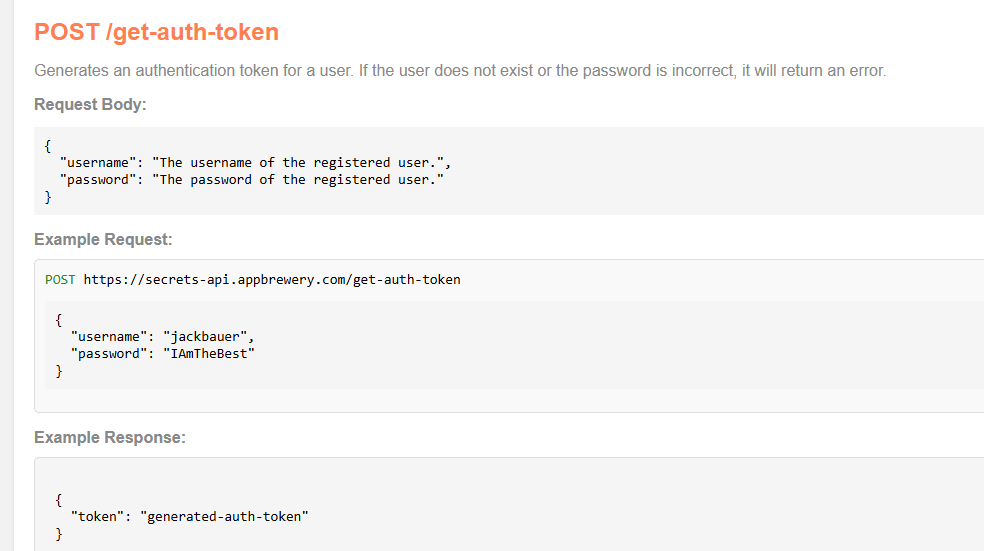 POST /get-auth-token
Generates an authentication token for a user. If the user does not exist or the password is incorrect, it will return an error.
Request Body:
{
  "username": "The username of the registered user.",
  "password": "The password of the registered user."
}
Example Request:
POST https://secrets-api.appbrewery.com/get-auth-token
{
  "username": "jackbauer",
  "password": "IAmTheBest"
}
Example Response:
{
  "token": "generated-auth-token"
}